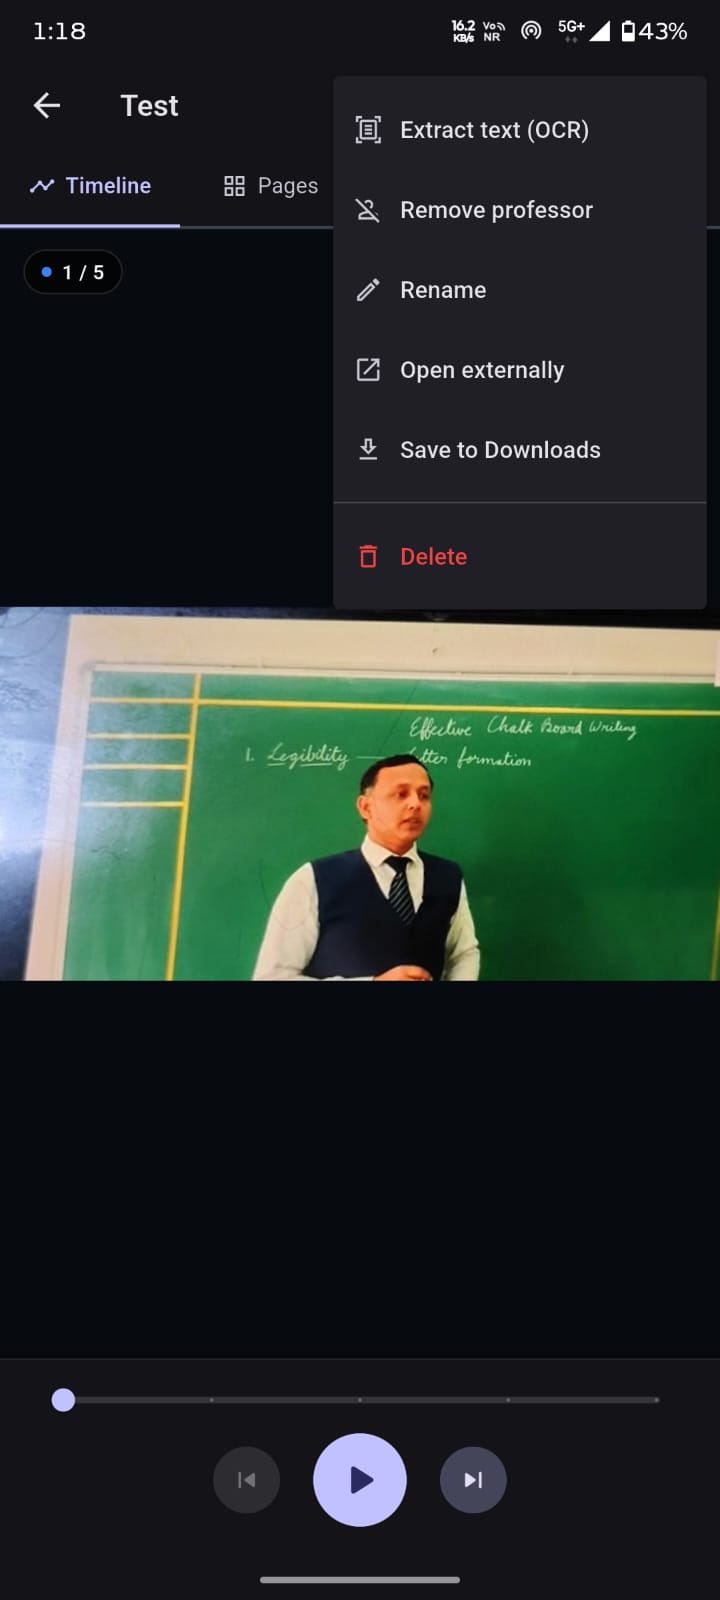 1:18
16.2 KB/s
Vo NR
5G+
43%
Test
Timeline
Pages
1 / 5
Extract text (OCR)
Remove professor
Rename
Open externally
Save to Downloads
Delete
Effective Chalk Board Writing
1. Legibility — tter formation